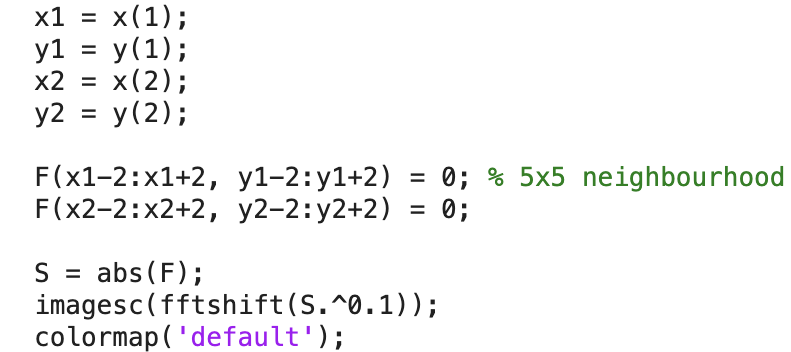 x1 = x(1);
y1 = y(1);
x2 = x(2);
y2 = y(2);
F(x1-2:x1+2, y1-2:y1+2) = 0; % 5x5 neighbourhood
F(x2-2:x2+2, y2-2:y2+2) = 0;
S = abs(F);
imagesc(fftshift(S.^0.1));
colormap('default');